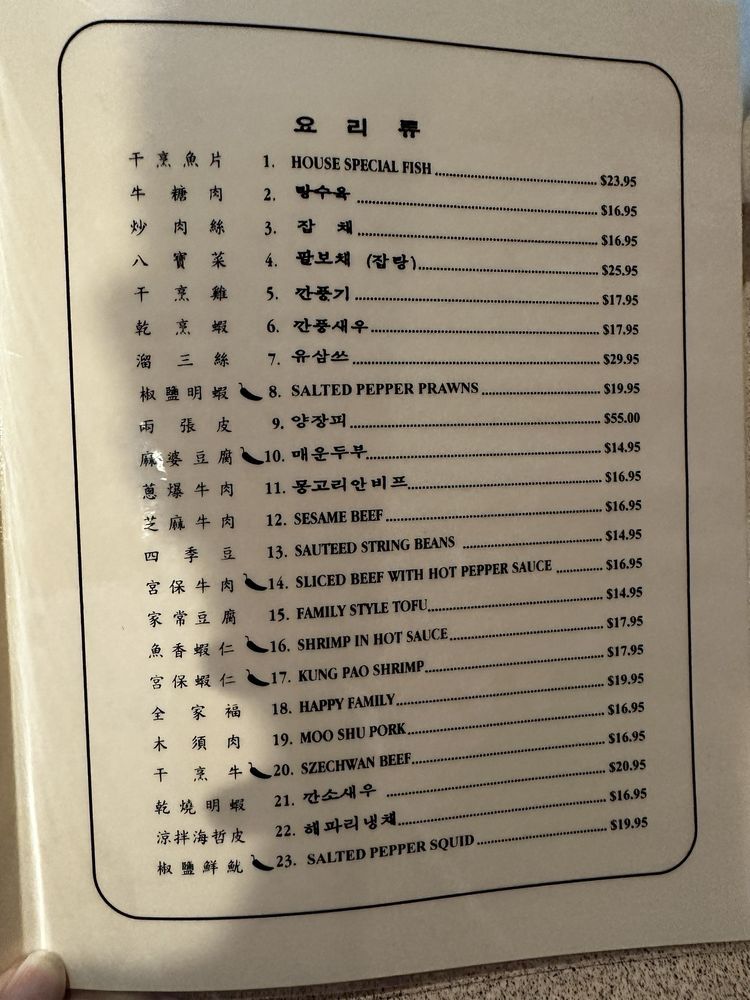 요 리 류
干烹魚片 1. HOUSE SPECIAL FISH $23.95
牛糖肉 2. 탕수육 $16.95
炒肉絲 3. 잡 채 $16.95
八寶菜 4. 팔보채 (잡탕) $25.95
干烹雞 5. 깐풍기 $17.95
乾烹蝦 6. 깐풍새우 $17.95
溜三絲 7. 유삼쓰 $29.95
椒鹽明蝦 8. SALTED PEPPER PRAWNS $19.95
兩張皮 9. 양장피 $55.00
麻婆豆腐 10. 매운두부 $14.95
蔥爆牛肉 11. 몽고리안비프 $16.95
芝麻牛肉 12. SESAME BEEF $16.95
四季豆 13. SAUTEED STRING BEANS $14.95
宮保牛肉 14. SLICED BEEF WITH HOT PEPPER SAUCE $16.95
家常豆腐 15. FAMILY STYLE TOFU $14.95
魚香蝦仁 16. SHRIMP IN HOT SAUCE $17.95
宮保蝦仁 17. KUNG PAO SHRIMP $17.95
全家福 18. HAPPY FAMILY $19.95
木須肉 19. MOO SHU PORK $16.95
干烹牛 20. SZECHWAN BEEF $16.95
乾燒明蝦 21. 깐소새우 $20.95
涼拌海哲皮 22. 해파리냉채 $16.95
椒鹽鮮魷 23. SALTED PEPPER SQUID $19.95